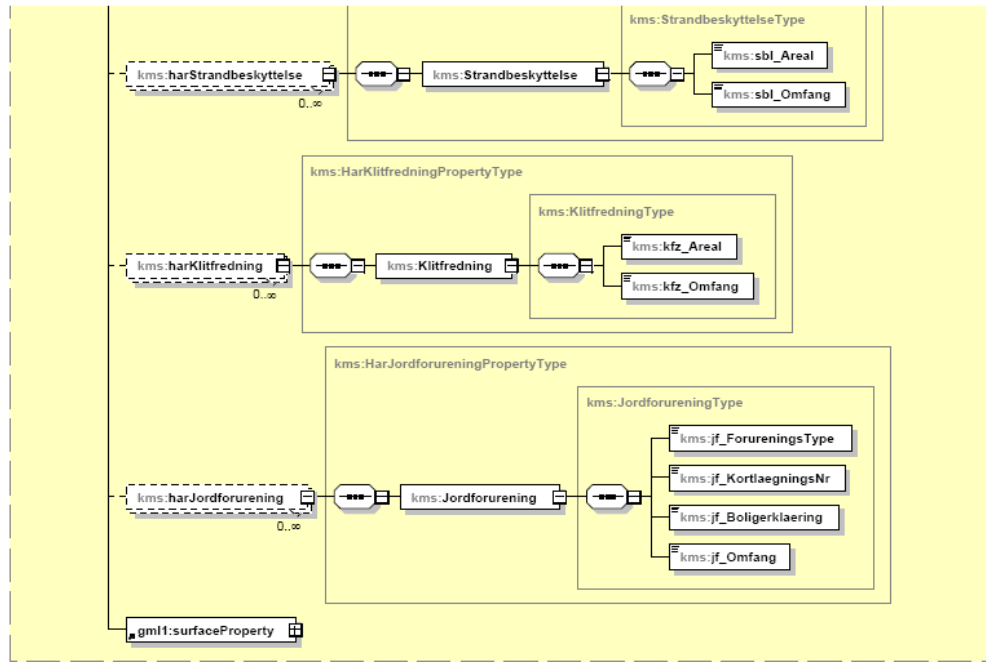 kms:StrandbeskyttelseType
kms:sbl_Areal
kms:harStrandbeskyttelse
kms:Strandbeskyttelse
kms:sbl_Omfang
0..∞
kms:HarKlitfredningPropertyType
kms:KlitfredningType
kms:kfz_Areal
kms:harKlitfredning
kms:Klitfredning
kms:kfz_Omfang
0..∞
kms:HarJordforureningPropertyType
kms:JordforureningType
kms:jf_ForureningsType
kms:jf_KortlaegningsNr
kms:harJordforurening
kms:Jordforurening
kms:jf_Boligerklaering
0..∞
kms:jf_Omfang
gml1:surfaceProperty